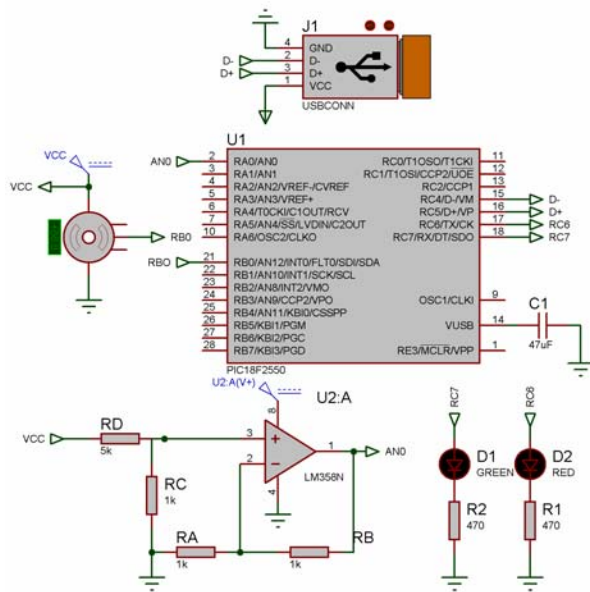 J1
GND 4
D- 2 D-
D+ 3 D+
VCC 1
USBCONN
U1
AN0 2 RA0/AN0 RC0/T1OSO/T1CKI 11
3 RA1/AN1 RC1/T1OSI/CCP2/UOE 12
4 RA2/AN2/VREF-/CVREF RC2/CCP1 13
5 RA3/AN3/VREF+ RC4/D-/VM 15 D-
6 RA4/T0CKI/C1OUT/RCV RC5/D+/VP 16 D+
7 RA5/AN4/SS/LVDIN/C2OUT RC6/TX/CK 17 RC6
10 RA6/OSC2/CLKO RC7/RX/DT/SDO 18 RC7
VCC
VCC
RB0
RBO 21 RB0/AN12/INT0/FLT0/SDI/SDA
22 RB1/AN10/INT1/SCK/SCL
23 RB2/AN8/INT2/VMO
24 RB3/AN9/CCP2/VPO OSC1/CLKI 9
25 RB4/AN11/KBI0/CSSPP
26 RB5/KBI1/PGM VUSB 14
27 RB6/KBI2/PGC
28 RB7/KBI3/PGD RE3/MCLR/VPP 1
PIC18F2550
C1
47uF
U2:A(V+)
U2:A
8
3
2
1
4
LM358N
AN0
VCC
RD
5k
RC
1k
RA
1k
RB
1k
RC7
D1
GREEN
R2
470
RC6
D2
RED
R1
470